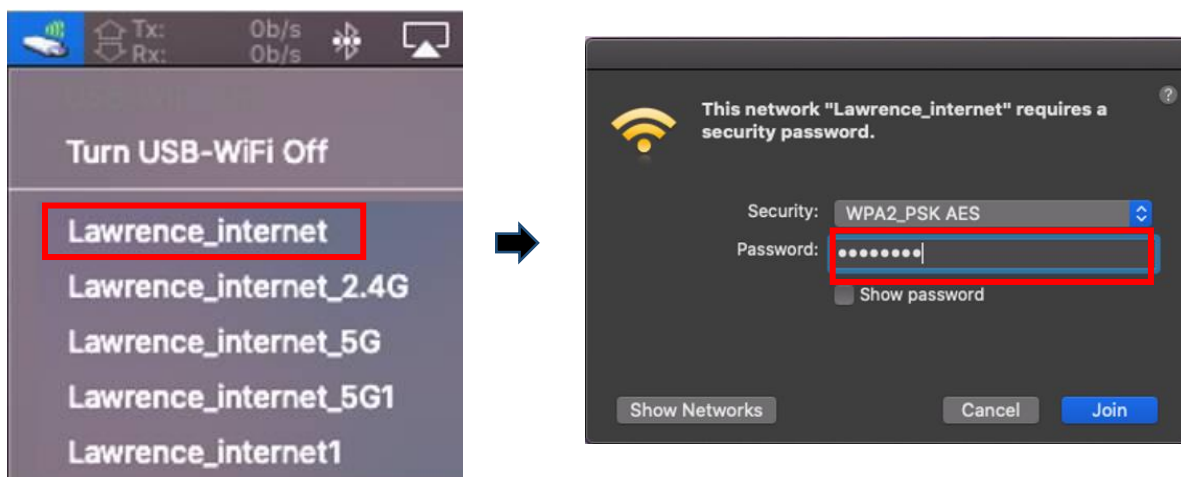 Tx: 0b/s
Rx: 0b/s
Turn USB-WiFi Off
Lawrence_internet
Lawrence_internet_2.4G
Lawrence_internet_5G
Lawrence_internet_5G1
Lawrence_internet1
?
This network "Lawrence_internet" requires a
security password.
Security: WPA2_PSK AES
Password: ••••••••
Show password
Show Networks Cancel Join